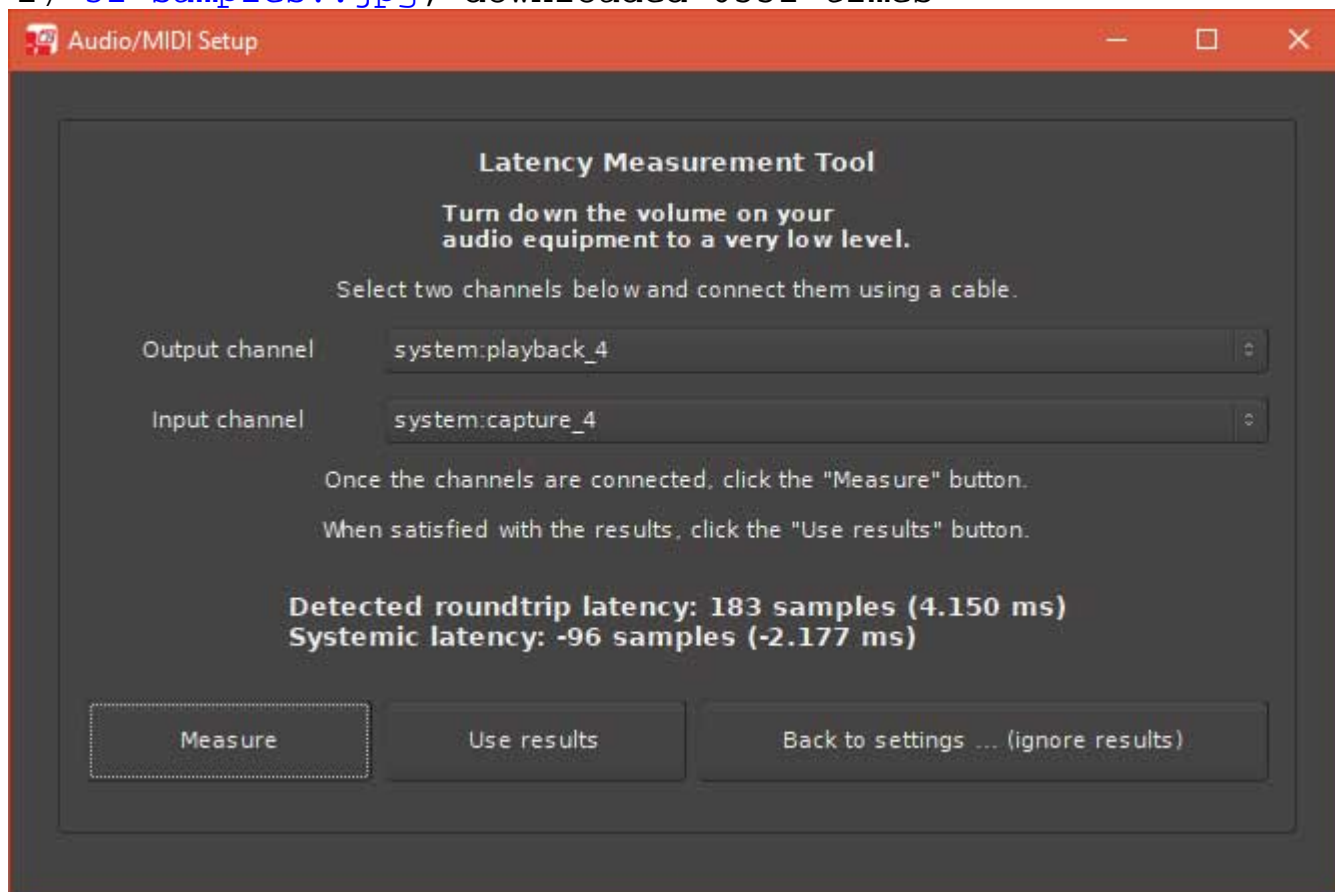 Audio/MIDI Setup
Latency Measurement Tool
Turn down the volume on your
audio equipment to a very low level.
Select two channels below and connect them using a cable.
Output channel system:playback_4
Input channel system:capture_4
Once the channels are connected, click the "Measure" button.
When satisfied with the results, click the "Use results" button.
Detected roundtrip latency: 183 samples (4.150 ms)
Systemic latency: -96 samples (-2.177 ms)
Measure Use results Back to settings ... (ignore results)